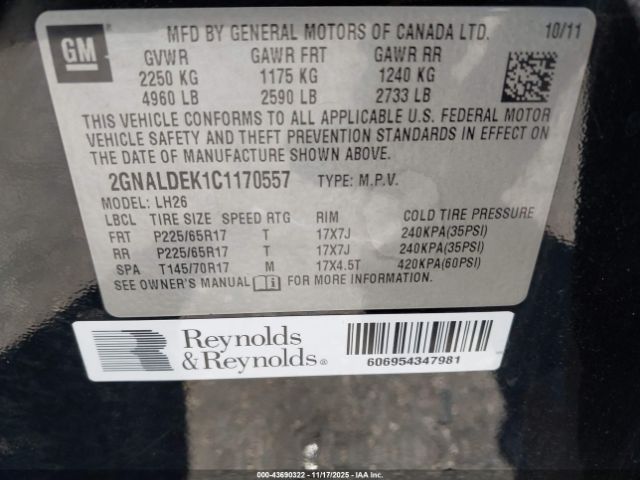 GM
MFD BY GENERAL MOTORS OF CANADA LTD. 10/11
GVWR GAWR FRT GAWR RR
2250 KG 1175 KG 1240 KG
4960 LB 2590 LB 2733 LB
THIS VEHICLE CONFORMS TO ALL APPLICABLE U.S. FEDERAL MOTOR
VEHICLE SAFETY AND THEFT PREVENTION STANDARDS IN EFFECT ON
THE DATE OF MANUFACTURE SHOWN ABOVE.
2GNALDEK1C1170557 TYPE: M.P.V.
MODEL: LH26
LBCL TIRE SIZE SPEED RTG RIM COLD TIRE PRESSURE
FRT P225/65R17 T 17X7J 240KPA(35PSI)
RR P225/65R17 T 17X7J 240KPA(35PSI)
SPA T145/70R17 M 17X4.5T 420KPA(60PSI)
SEE OWNER'S MANUAL FOR MORE INFORMATION.
Reynolds
& Reynolds®
606954347981
000-43690322 - 11/17/2025 - IAAI.COM